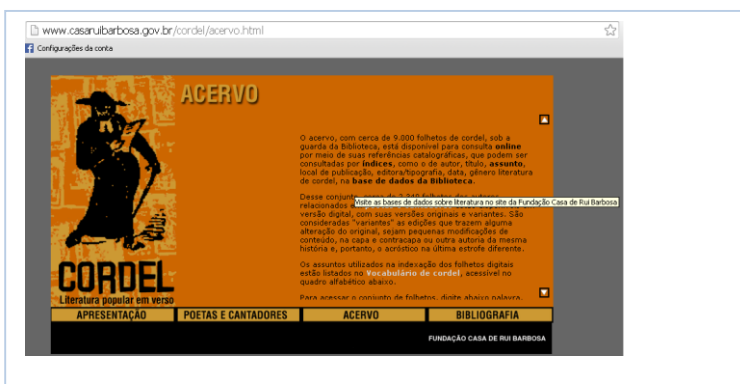 www.casaruibarbosa.gov.br/cordel/acervo.html
Configurações da conta
ACERVO
O acervo, com cerca de 9.000 folhetos de cordel, sob a
guarda da Biblioteca, está disponível para consulta online
por meio de suas referências catalográficas, que podem ser
consultadas por índices, como o de autor, título, assunto,
local de publicação, editora/tipografia, data, gênero literatura
de cordel, na base de dados da Biblioteca.
Desse conjunto, cerca de 2.340 folhetos dos autores
relacionados
Visite as bases de dados sobre literatura no site da Fundação Casa de Rui Barbosa
versão digital, com suas versões originais e variantes. São
consideradas "variantes" as edições que trazem alguma
alteração do original, sejam pequenas modificações de
conteúdo, na capa e contracapa ou outra autoria da mesma
história e, portanto, o acróstico na última estrofe diferente.
Os assuntos utilizados na indexação dos folhetos digitais
estão listados no Vocabulário de cordel, acessível no
quadro alfabético abaixo.
Para acessar o conjunto de folhetos, digite abaixo palavra,
CORDEL
Literatura popular em verso
APRESENTAÇÃO POETAS E CANTADORES ACERVO BIBLIOGRAFIA
FUNDAÇÃO CASA DE RUI BARBOSA